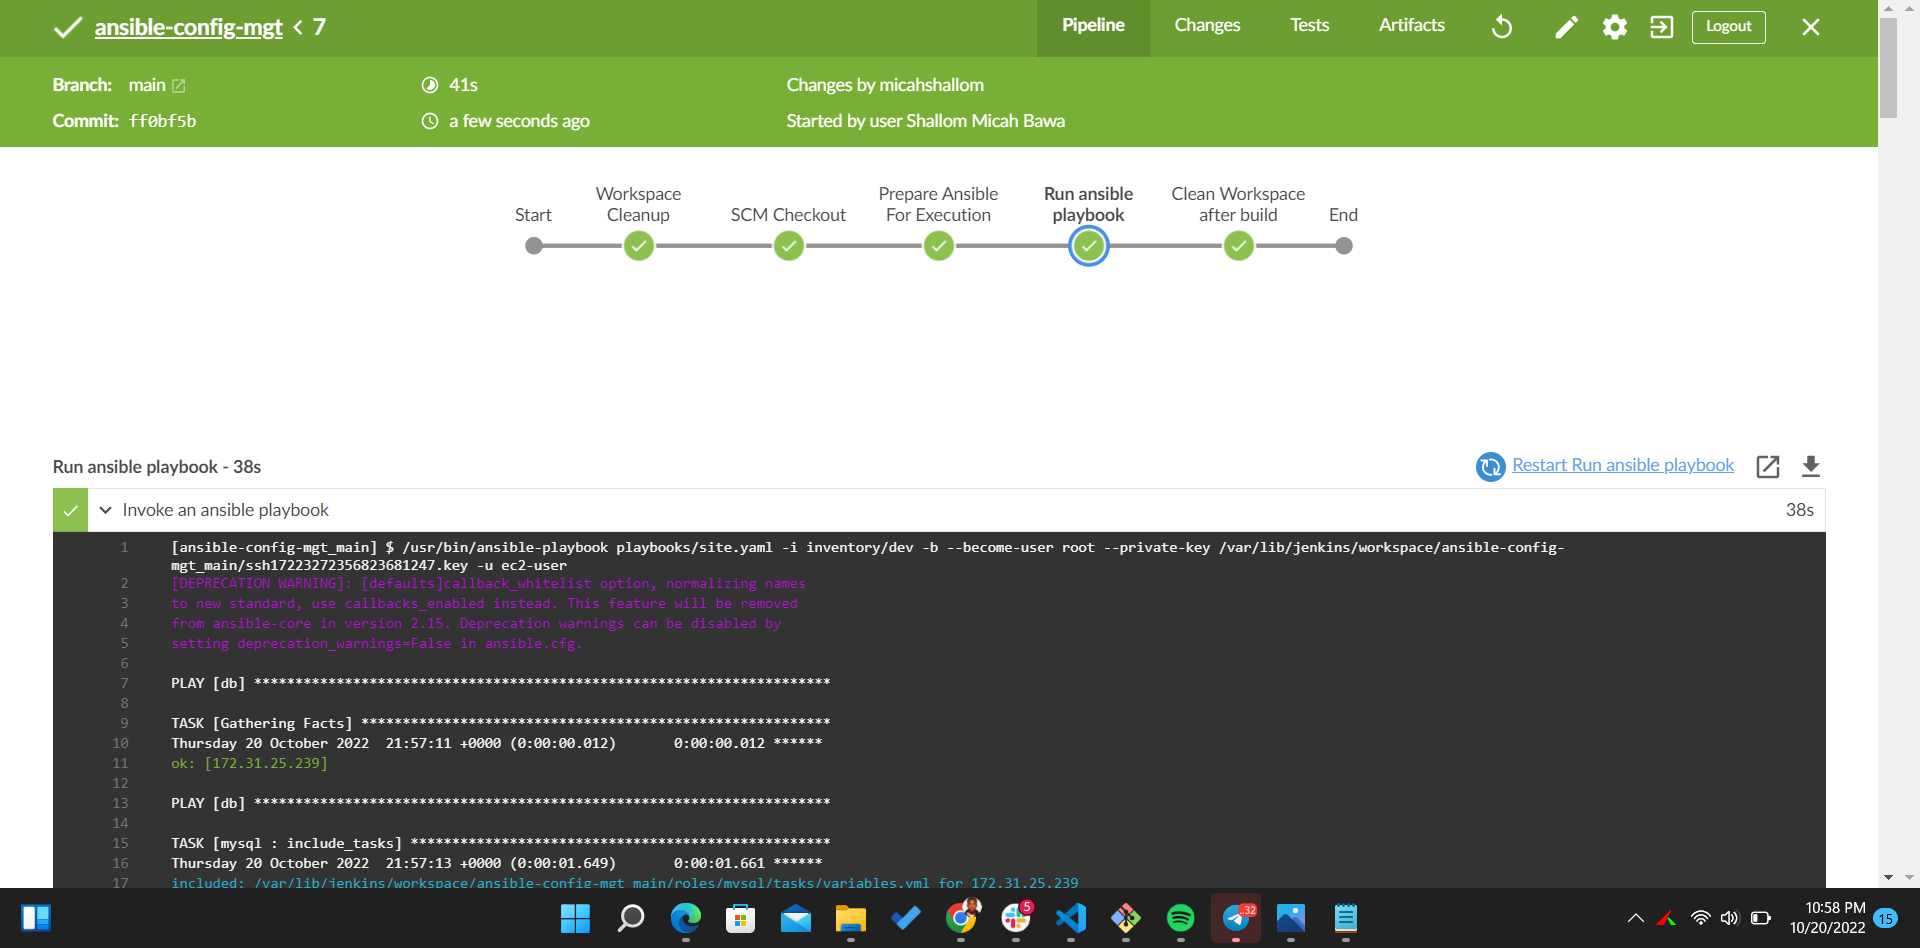 ansible-config-mgt < 7
Pipeline
Changes
Tests
Artifacts
Logout
Branch: main
41s
Changes by micahshallom
Commit: ff0bf5b
a few seconds ago
Started by user Shallom Micah Bawa
Start
Workspace
Cleanup
SCM Checkout
Prepare Ansible
For Execution
Run ansible
playbook
Clean Workspace
after build
End
Run ansible playbook - 38s
Restart Run ansible playbook
Invoke an ansible playbook
38s
1 [ansible-config-mgt_main] $ /usr/bin/ansible-playbook playbooks/site.yaml -i inventory/dev -b --become-user root --private-key /var/lib/jenkins/workspace/ansible-config-
mgt_main/ssh17223272356823681247.key -u ec2-user
2 [DEPRECATION WARNING]: [defaults]callback_whitelist option, normalizing names
3 to new standard, use callbacks_enabled instead. This feature will be removed
4 from ansible-core in version 2.15. Deprecation warnings can be disabled by
5 setting deprecation_warnings=False in ansible.cfg.
6
7 PLAY [db] **********************************************************************
8
9 TASK [Gathering Facts] *********************************************************
10 Thursday 20 October 2022  21:57:11 +0000 (0:00:00.012)       0:00:00.012 ******
11 ok: [172.31.25.239]
12
13 PLAY [db] **********************************************************************
14
15 TASK [mysql : include_tasks] ***************************************************
16 Thursday 20 October 2022  21:57:13 +0000 (0:00:01.649)       0:00:01.661 ******
17 included: /var/lib/jenkins/workspace/ansible-config-mgt_main/roles/mysql/tasks/variables.yml for 172.31.25.239
5
..32
10:58 PM
10/20/2022
15